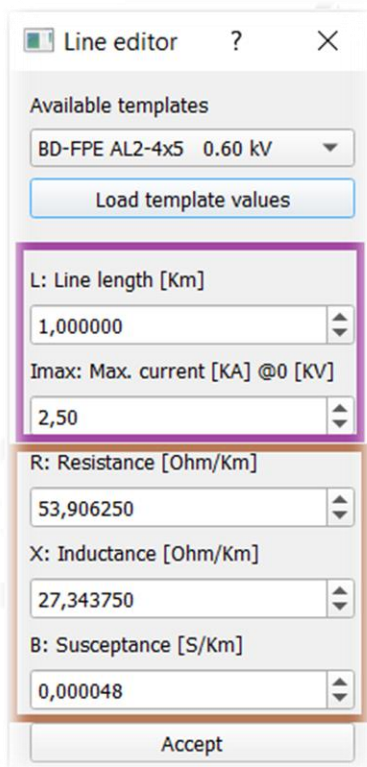 Line editor ?
Available templates
BD-FPE AL2-4x5 0.60 kV
Load template values
L: Line length [Km]
1,000000
Imax: Max. current [KA] @0 [KV]
2,50
R: Resistance [Ohm/Km]
53,906250
X: Inductance [Ohm/Km]
27,343750
B: Susceptance [S/Km]
0,000048
Accept